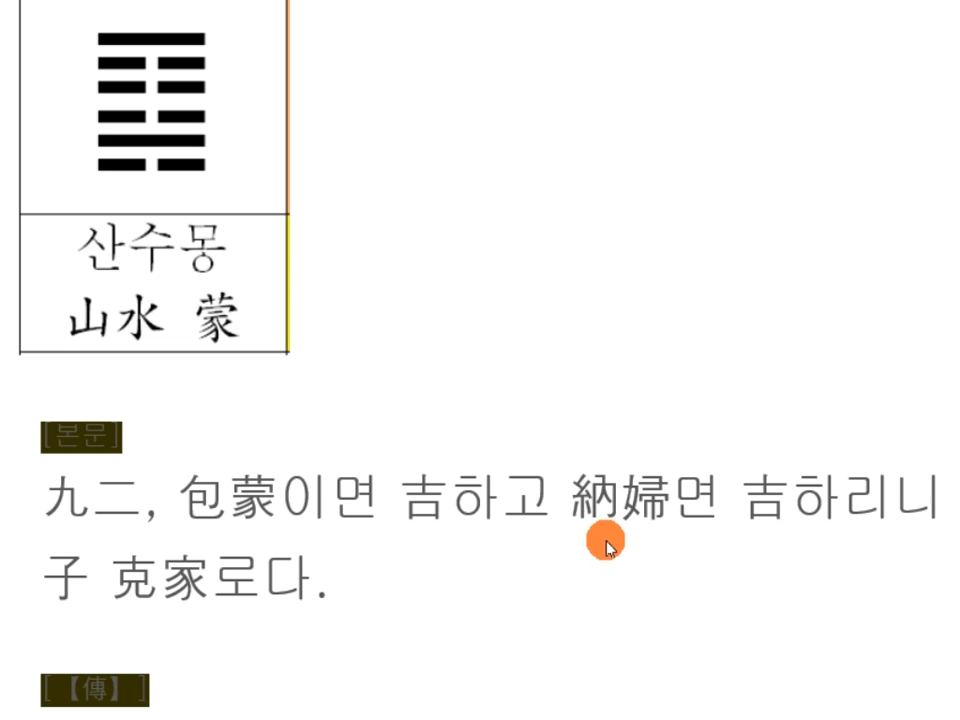 산수몽
山水 蒙
[본문]
九二, 包蒙이면 吉하고 納婦면 吉하리니
子 克家로다.
[【傳】]